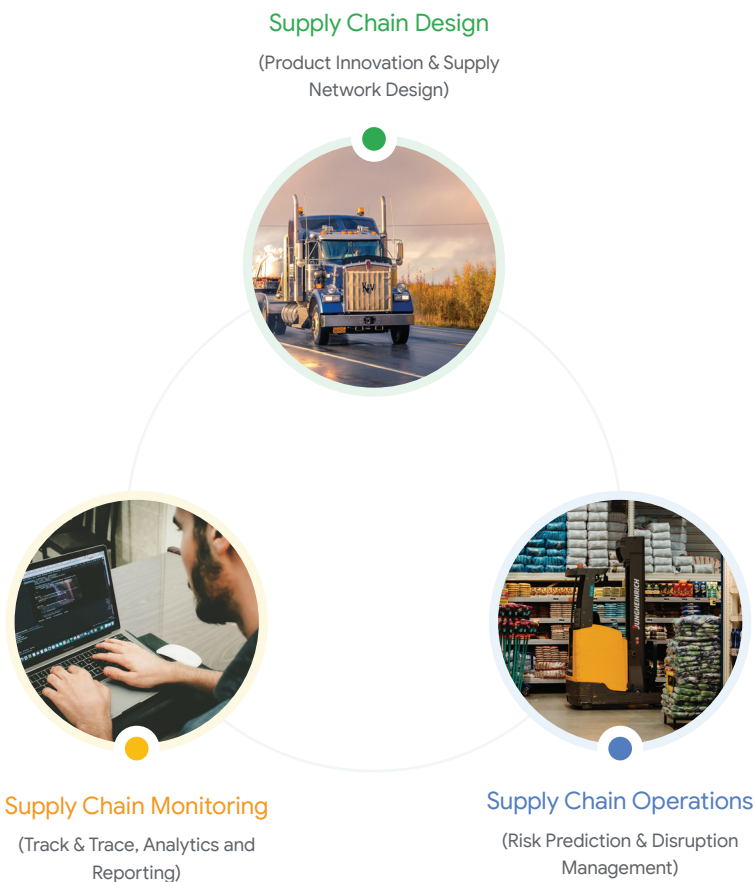 Supply Chain Design
(Product Innovation & Supply
Network Design)
JUNGHEINRICH
Supply Chain Monitoring
(Track & Trace, Analytics and
Reporting)
Supply Chain Operations
(Risk Prediction & Disruption
Management)